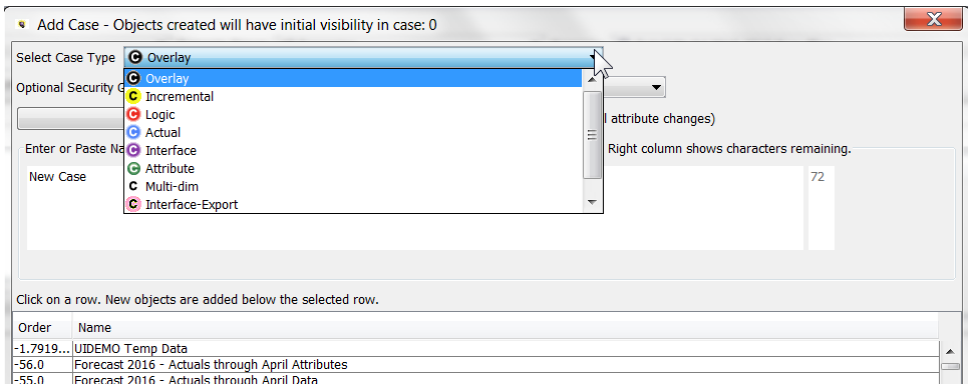 Add Case - Objects created will have initial visibility in case: 0
Select Case Type C Overlay
C Overlay
Optional Security G
C Incremental
C Logic
l attribute changes)
C Actual
Enter or Paste Na
C Interface
Right column shows characters remaining.
C Attribute
New Case
72
C Multi-dim
C Interface-Export
Click on a row. New objects are added below the selected row.
Order Name
-1.7919... UIDEMO Temp Data
-56.0 Forecast 2016 - Actuals through April Attributes
-55.0 Forecast 2016 - Actuals through April Data